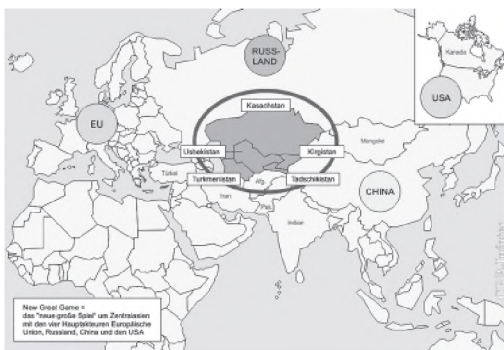 RUSS-
LAND
Kanada
USA
EU
Kasachstan
Usbekistan
Kirgistan
Mongolei
Türkei
Turkmenistan
Tadschikistan
Afg.
Iran
Pak.
CHINA
Indien
New Great Game =
das "neue große Spiel" um Zentralasien
mit den vier Hauptakteuren Europäische
Union, Russland, China und den USA